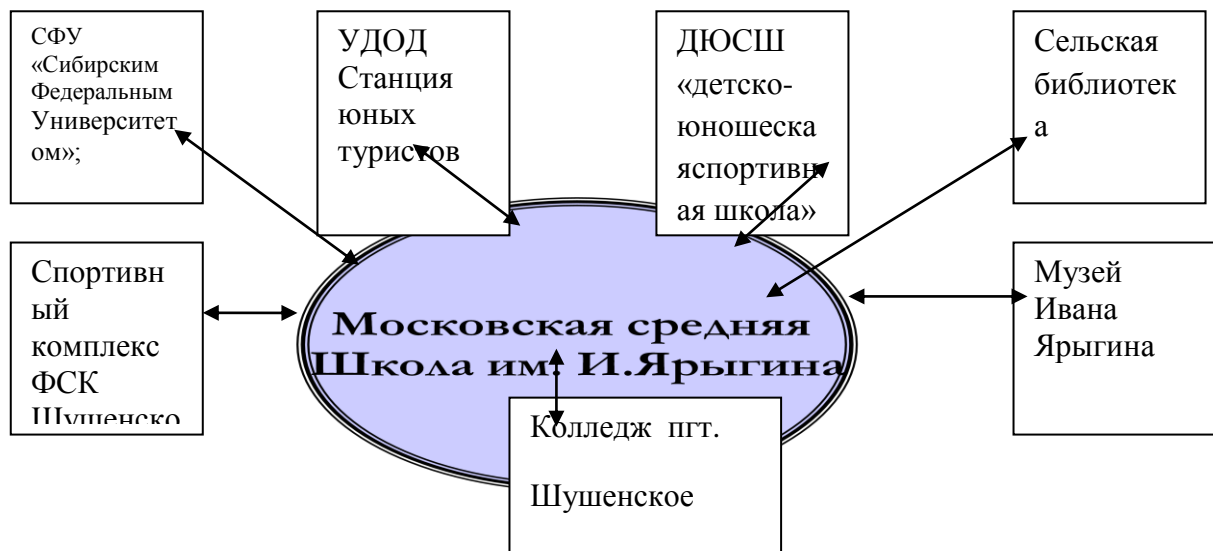 СФУ
«Сибирским
Федеральным
Университет
ом»;
УДОД
Станция
юных
туристов
ДЮСШ
«детско-
юношеска
яспортивн
ая школа»
Сельская
библиотек
а
Спортивн
ый
комплекс
ФСК
Шушенско
Московская средняя
Школа им. И.Ярыгина
Музей
Ивана
Ярыгина
Колледж пгт.
Шушенское